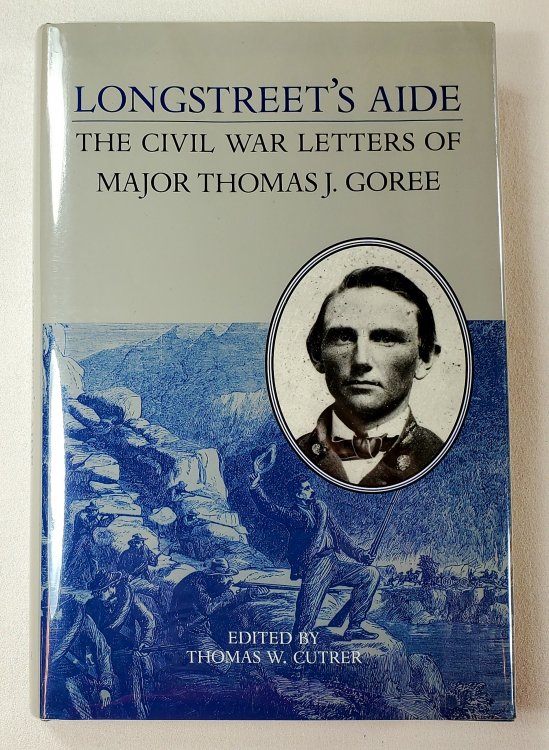 LONGSTREET'S AIDE
THE CIVIL WAR LETTERS OF
MAJOR THOMAS J. GOREE
EDITED BY
THOMAS W. CUTRER